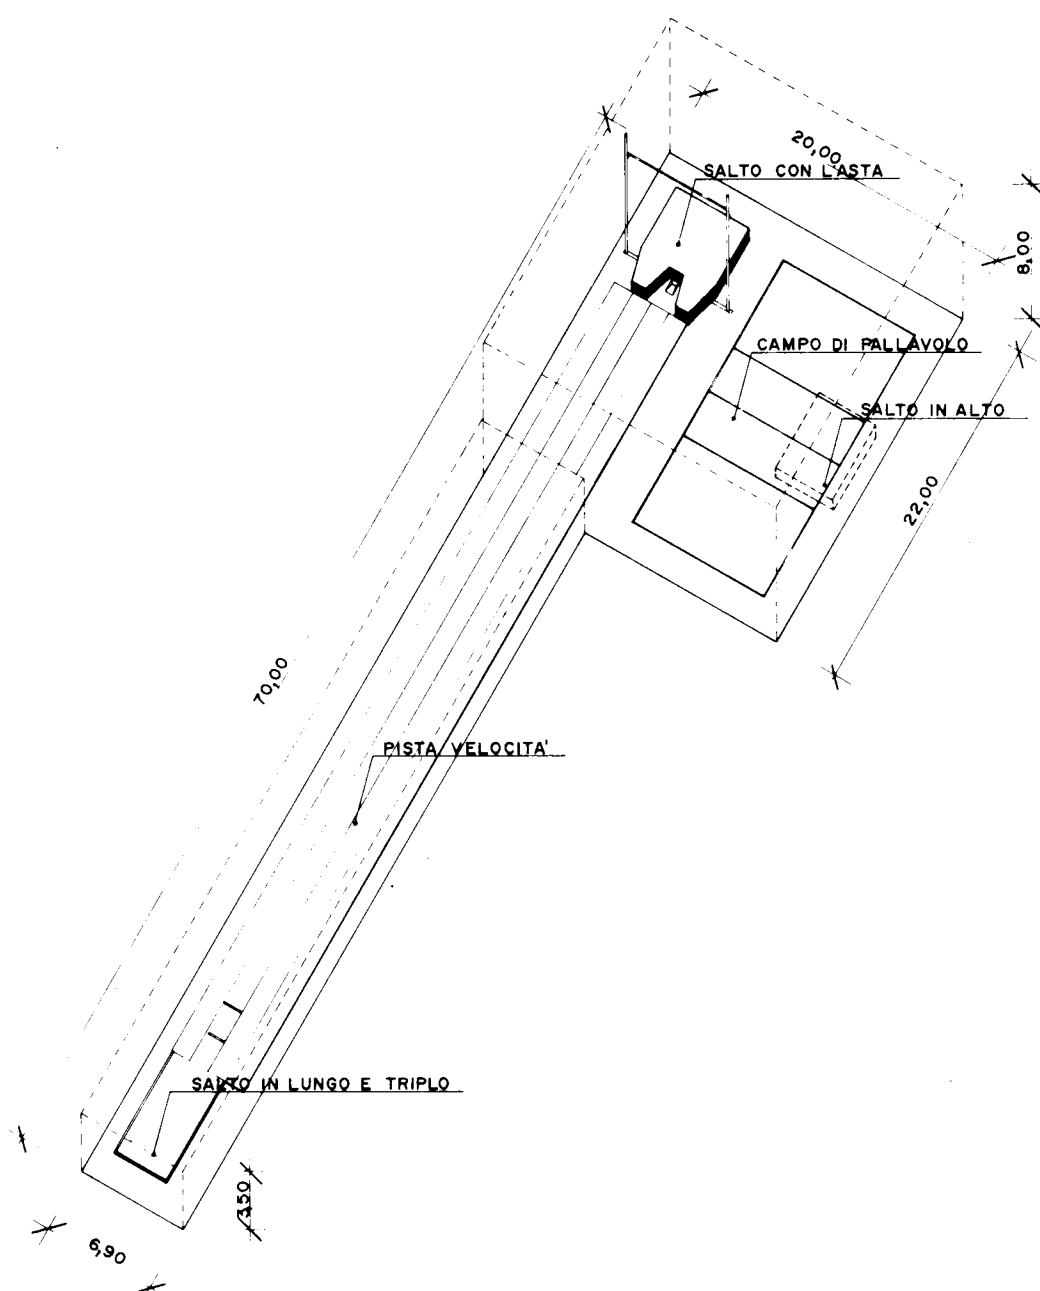 20,00
SALTO CON L'ASTA
8,00
CAMPO DI PALLAVOLO
SALTO IN ALTO
22,00
70,00
PISTA VELOCITA'
SALTO IN LUNGO E TRIPLO
3,50
6,90